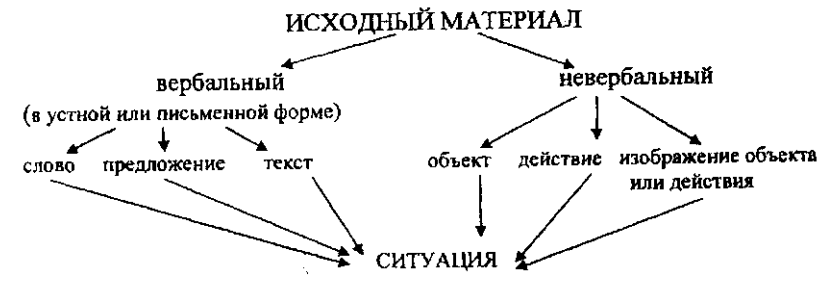 ИСХОДНЫЙ МАТЕРИАЛ
вербальный
невербальный
(в устной или письменной форме)
слово предложение текст
объект действие изображение объекта
или действия
СИТУАЦИЯ